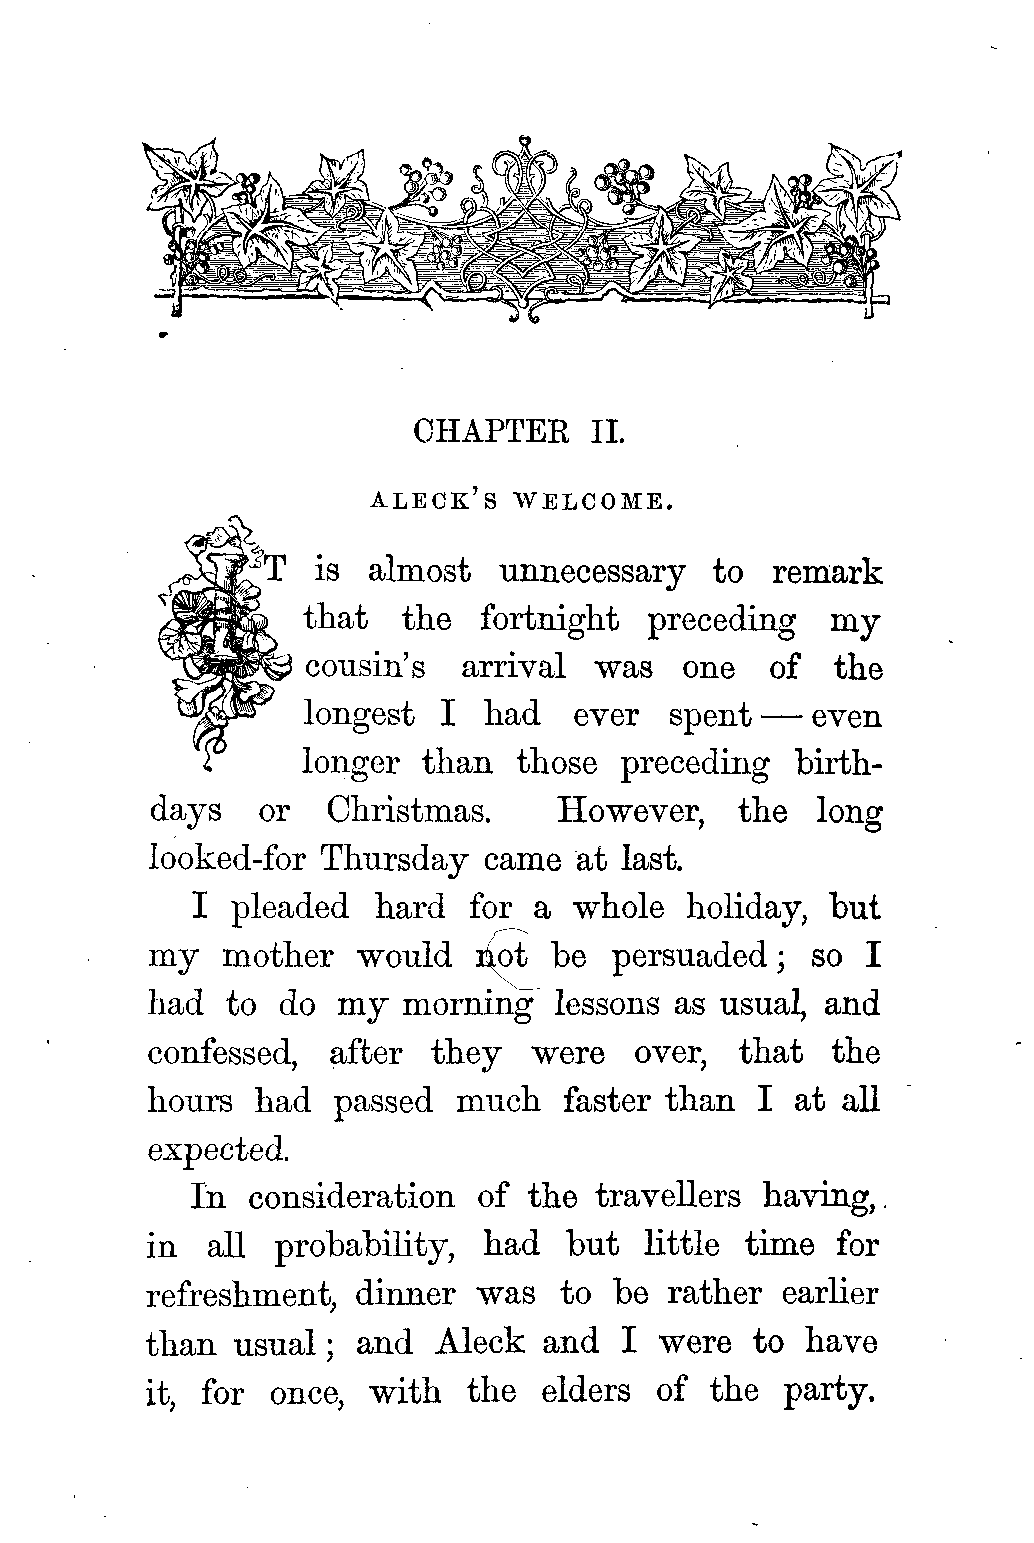 CHAPTER II.
ALECK'S WELCOME.
IT is almost unnecessary to remark
that the fortnight preceding my
cousin's arrival was one of the
longest I had ever spent — even
longer than those preceding birth-
days or Christmas. However, the long
looked-for Thursday came at last.
I pleaded hard for a whole holiday, but
my mother would not be persuaded; so I
had to do my morning lessons as usual, and
confessed, after they were over, that the
hours had passed much faster than I at all
expected.
In consideration of the travellers having,
in all probability, had but little time for
refreshment, dinner was to be rather earlier
than usual; and Aleck and I were to have
it, for once, with the elders of the party.